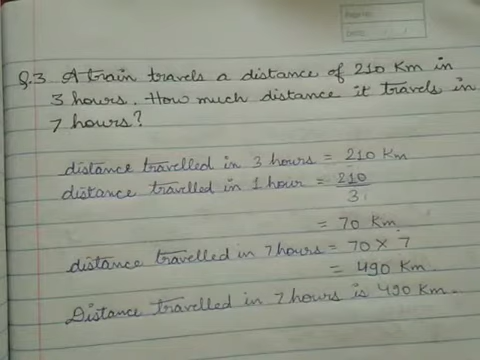 Q.3 A train travels a distance of 210 Km in
3 hours. How much distance it travels in
7 hours?
distance travelled in 3 hours = 210 Km
distance travelled in 1 hour = 210
3
= 70 Km
distance travelled in 7 hours = 70 × 7
= 490 Km.
Distance travelled in 7 hours is 490 Km.